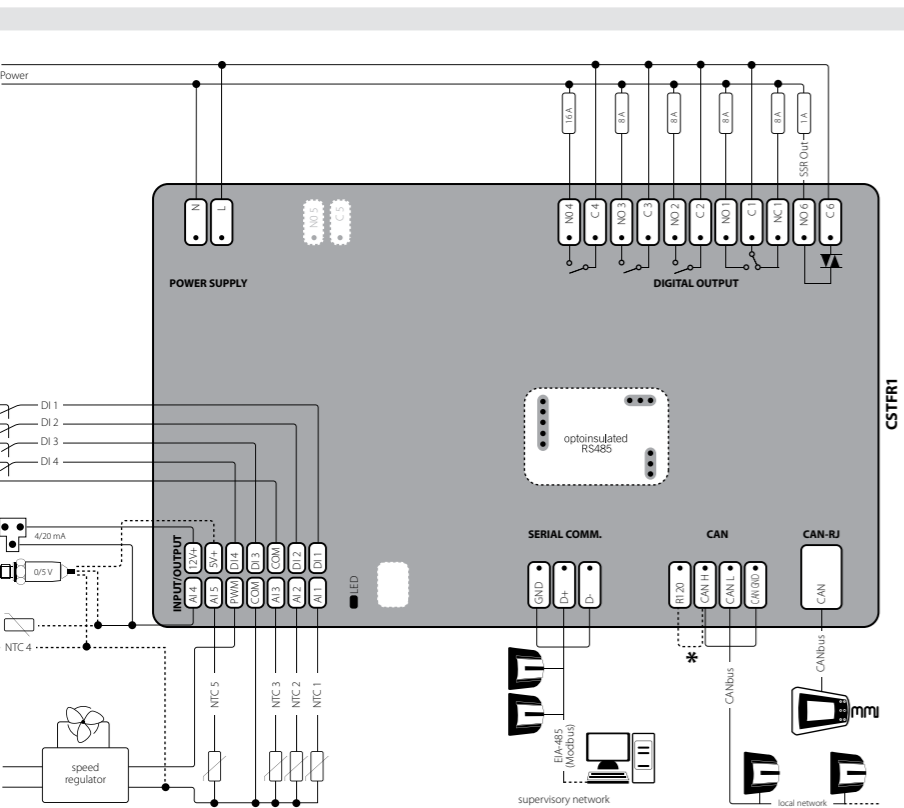 Power
16 A
8 A
8 A
8 A
8 A
1 A
SSR Out
N
L
NO 5
C 5
N0 4
C 4
NO 3
C 3
NO 2
C 2
NO 1
C 1
NC 1
NO 6
C 6
POWER SUPPLY
DIGITAL OUTPUT
CSTFR1
DI 1
DI 2
DI 3
DI 4
optoinsulated
RS485
4/20 mA
0/5 V
NTC 4
INPUT/OUTPUT
12V+
5V+
DI 4
DI 3
COM
DI 2
DI 1
AI 4
AI 5
PWM
COM
AI 3
AI 2
AI 1
LED
SERIAL COMM.
CAN
CAN-RJ
GND
D+
D-
R120
CAN H
CAN L
CAN GND
CAN
*
NTC 5
NTC 3
NTC 2
NTC 1
CANbus
CANbus
mmi
EIA-485
(Modbus)
speed
regulator
supervisory network
local network